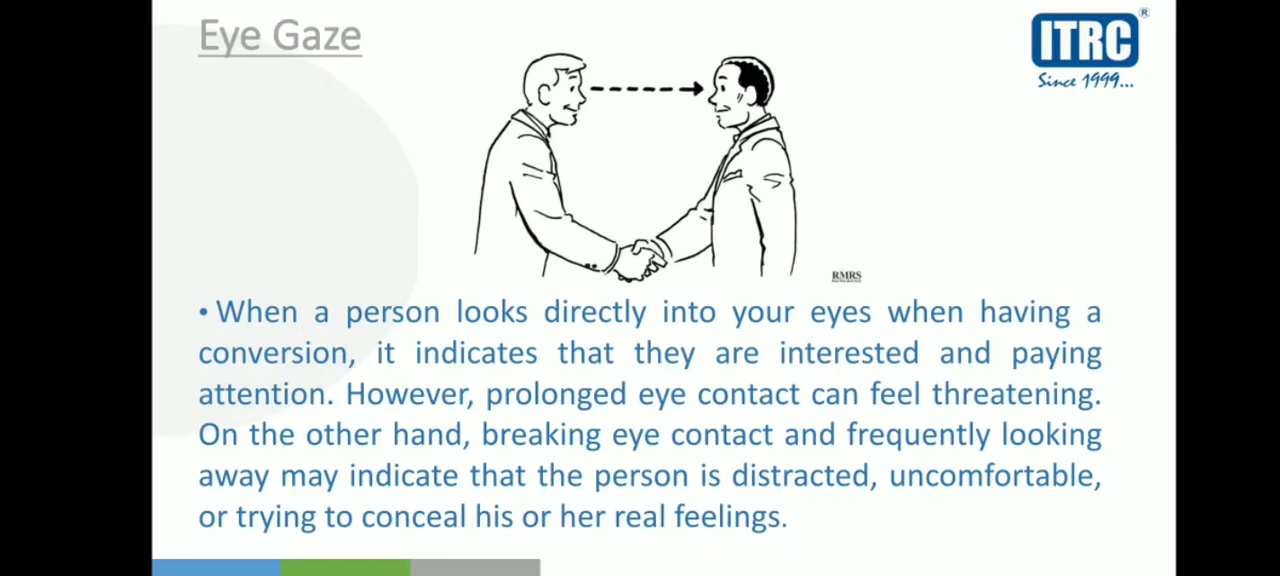 Eye Gaze
ITRC
®
Since 1999...
RMRS
• When a person looks directly into your eyes when having a
conversion, it indicates that they are interested and paying
attention. However, prolonged eye contact can feel threatening.
On the other hand, breaking eye contact and frequently looking
away may indicate that the person is distracted, uncomfortable,
or trying to conceal his or her real feelings.